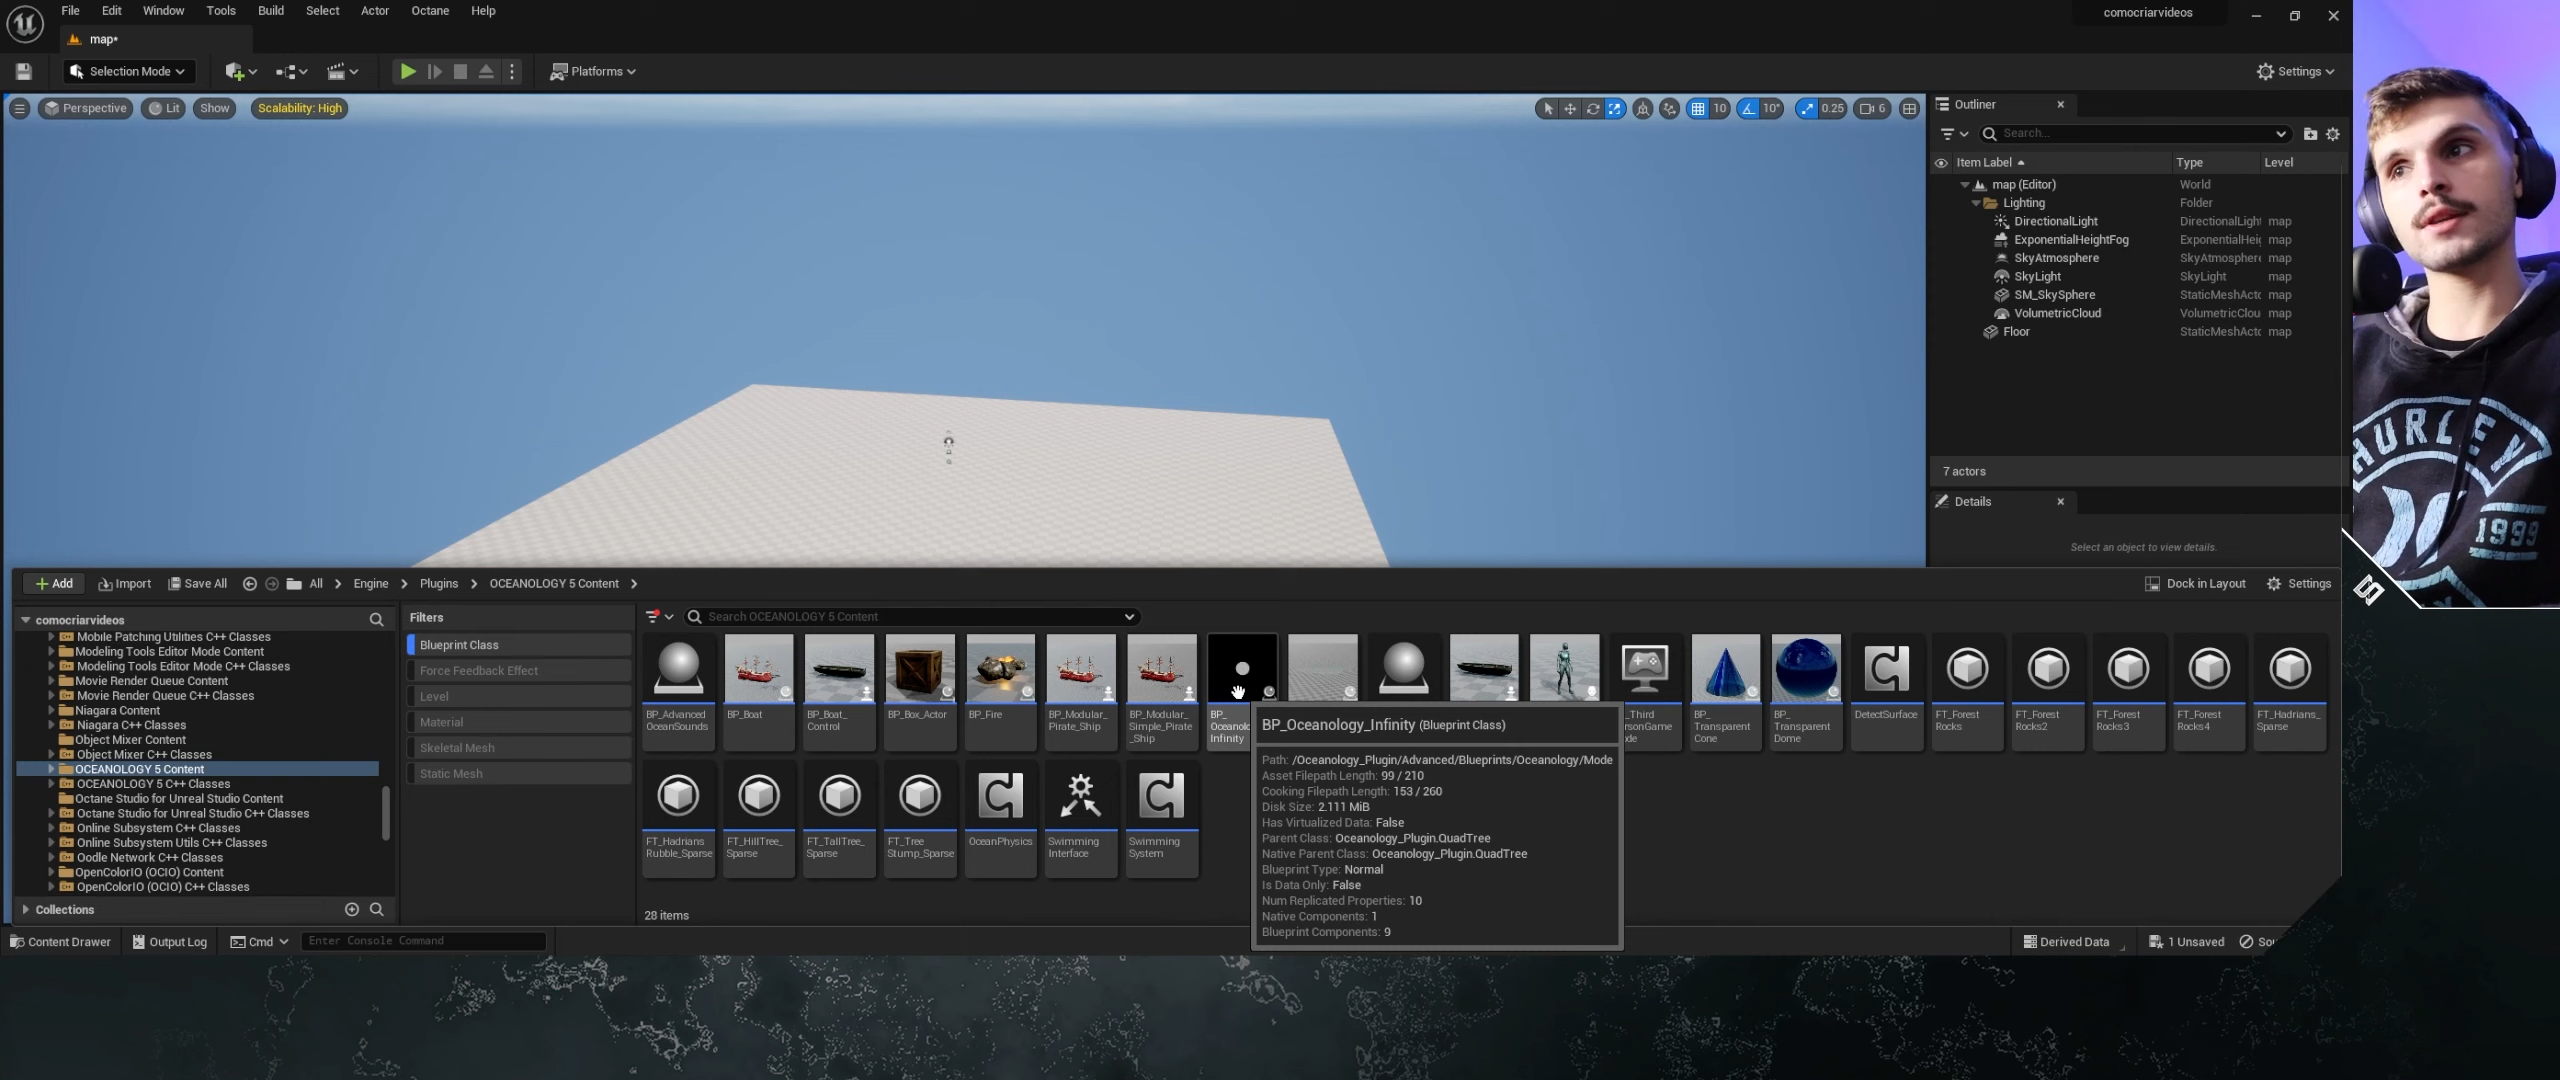 File Edit Window Tools Build Select Actor Octane Help
comocriarvideos
map*
Selection Mode
Platforms
Settings
Perspective
Lit
Show
Scalability: High
10
10°
0.25
6
Outliner
Search...
Item Label
Type
Level
map (Editor)
World
Lighting
Folder
DirectionalLight
DirectionalLight
map
ExponentialHeightFog
ExponentialHei
map
SkyAtmosphere
SkyAtmosphere
map
SkyLight
SkyLight
map
SM_SkySphere
StaticMeshActo
map
VolumetricCloud
VolumetricClou
map
Floor
StaticMeshActo
map
7 actors
Details
Select an object to view details.
HURLEY
1999
Add
Import
Save All
All
Engine
Plugins
OCEANOLOGY 5 Content
Dock in Layout
Settings
comocriarvideos
Mobile Patching Utilities C++ Classes
Modeling Tools Editor Mode Content
Modeling Tools Editor Mode C++ Classes
Movie Render Queue Content
Movie Render Queue C++ Classes
Niagara Content
Niagara C++ Classes
Object Mixer Content
Object Mixer C++ Classes
OCEANOLOGY 5 Content
OCEANOLOGY 5 C++ Classes
Octane Studio for Unreal Studio Content
Octane Studio for Unreal Studio C++ Classes
Online Subsystem C++ Classes
Online Subsystem Utils C++ Classes
Oodle Network C++ Classes
OpenColorIO (OCIO) Content
OpenColorIO (OCIO) C++ Classes
Collections
Filters
Blueprint Class
Force Feedback Effect
Level
Material
Skeletal Mesh
Static Mesh
Search OCEANOLOGY 5 Content
BP_Advanced
OceanSounds
BP_Boat
BP_Boat_
Control
BP_Box_Actor
BP_Fire
BP_Modular_
Pirate_Ship
BP_Modular_
Simple_Pirate
_Ship
BP_
Oceanolo
Infinity
_Third
rsonGame
ode
BP_
Transparent
Cone
BP_
Transparent
Dome
DetectSurface
FT_Forest
Rocks
FT_Forest
Rocks2
FT_Forest
Rocks3
FT_Forest
Rocks4
FT_Hadrians_
Sparse
FT_Hadrians
Rubble_Sparse
FT_HillTree_
Sparse
FT_TallTree_
Sparse
FT_Tree
Stump_Sparse
OceanPhysics
Swimming
Interface
Swimming
System
28 items
BP_Oceanology_Infinity (Blueprint Class)
Path: /Oceanology_Plugin/Advanced/Blueprints/Oceanology/Mode
Asset Filepath Length: 99 / 210
Cooking Filepath Length: 153 / 260
Disk Size: 2.111 MiB
Has Virtualized Data: False
Parent Class: Oceanology_Plugin.QuadTree
Native Parent Class: Oceanology_Plugin.QuadTree
Blueprint Type: Normal
Is Data Only: False
Num Replicated Properties: 10
Native Components: 1
Blueprint Components: 9
Content Drawer
Output Log
Cmd
Enter Console Command
Derived Data
1 Unsaved
Sou